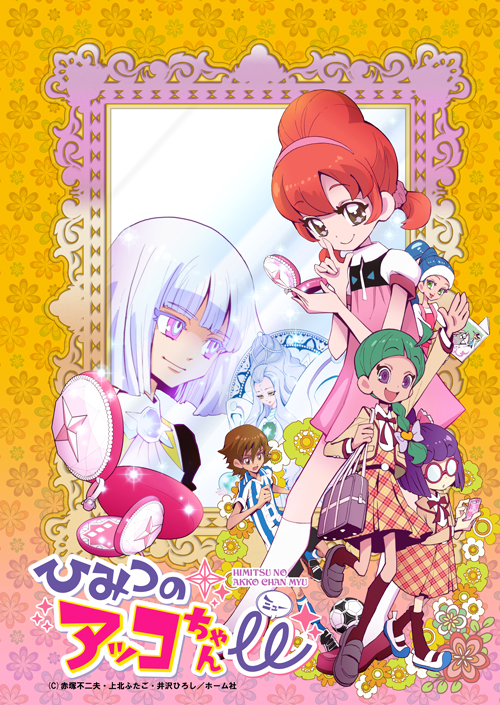 ひみつの
HIMITSU NO
AKKO CHAN MYU
アッコちゃん
ミュー
μ
(C)赤塚不二夫・上北ふたご・井沢ひろし/ホーム社